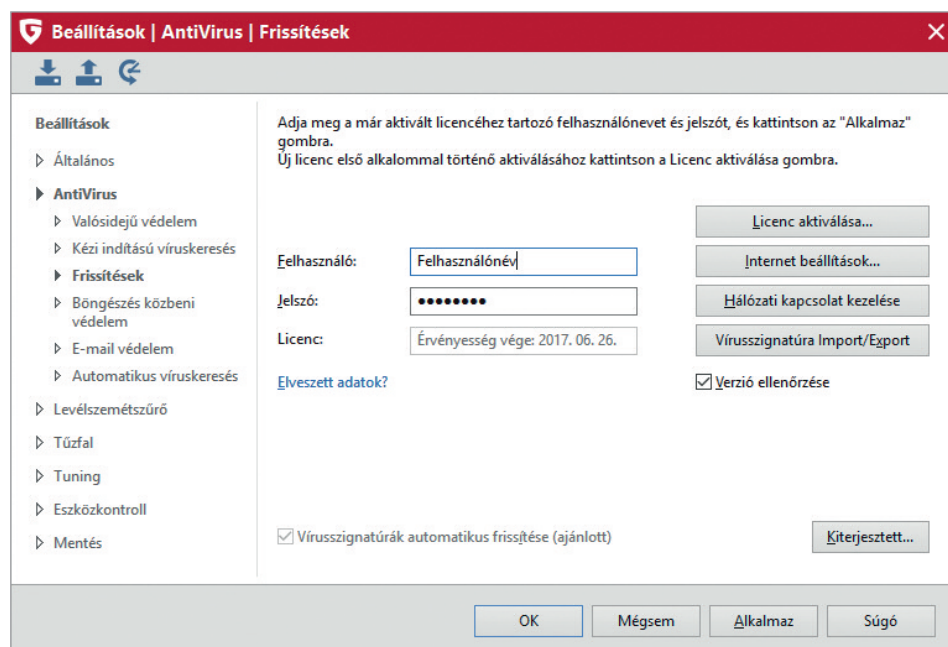 Beállítások | AntiVirus | Frissítések
Beállítások
Általános
AntiVirus
Valósidejű védelem
Kézi indítású víruskeresés
Frissítések
Böngészés közbeni
védelem
E-mail védelem
Automatikus víruskeresés
Levélszemétszűrő
Tűzfal
Tuning
Eszközkontroll
Mentés
Adja meg a már aktivált licencéhez tartozó felhasználónevet és jelszót, és kattintson az "Alkalmaz"
gombra.
Új licenc első alkalommal történő aktiválásához kattintson a Licenc aktiválása gombra.
Licenc aktiválása...
Felhasználó: Felhasználónév
Internet beállítások...
Jelszó: ••••••••
Hálózati kapcsolat kezelése
Licenc: Érvényesség vége: 2017. 06. 26.
Vírusszignatúra Import/Export
Elveszett adatok?
Verzió ellenőrzése
Vírusszignatúrák automatikus frissítése (ajánlott)
Kiterjesztett...
OK
Mégsem
Alkalmaz
Súgó